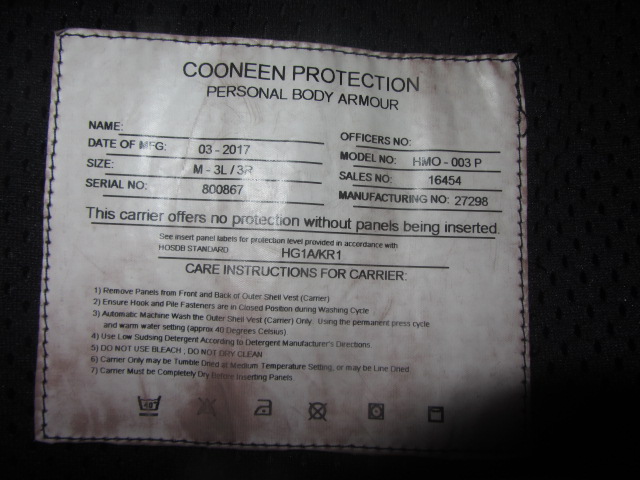 COONEEN PROTECTION
PERSONAL BODY ARMOUR
NAME:
OFFICERS NO:
DATE OF MFG: 03 - 2017
MODEL NO: HMO - 003 P
SIZE: M - 3L / 3R
SALES NO: 16454
SERIAL NO: 800867
MANUFACTURING NO: 27298
This carrier offers no protection without panels being inserted.
See insert panel labels for protection level provided in accordance with
HOSDB STANDARD HG1A/KR1
CARE INSTRUCTIONS FOR CARRIER:
1) Remove Panels from Front and Back of Outer Shell Vest (Carrier)
2) Ensure Hook and Pile Fasteners are in Closed Position during Washing Cycle
3) Automatic Machine Wash the Outer Shell Vest (Carrier) Only. Using the permanent press cycle
and warm water setting (approx 40 Degrees Celsius)
4) Use Low Sudsing Detergent According to Detergent Manufacturer's Directions
5) DO NOT USE BLEACH ; DO NOT DRY CLEAN
6) Carrier Only may be Tumble Dried at Medium Temperature Setting, or may be Line Dried
7) Carrier Must be Completely Dry Before Inserting Panels
40°